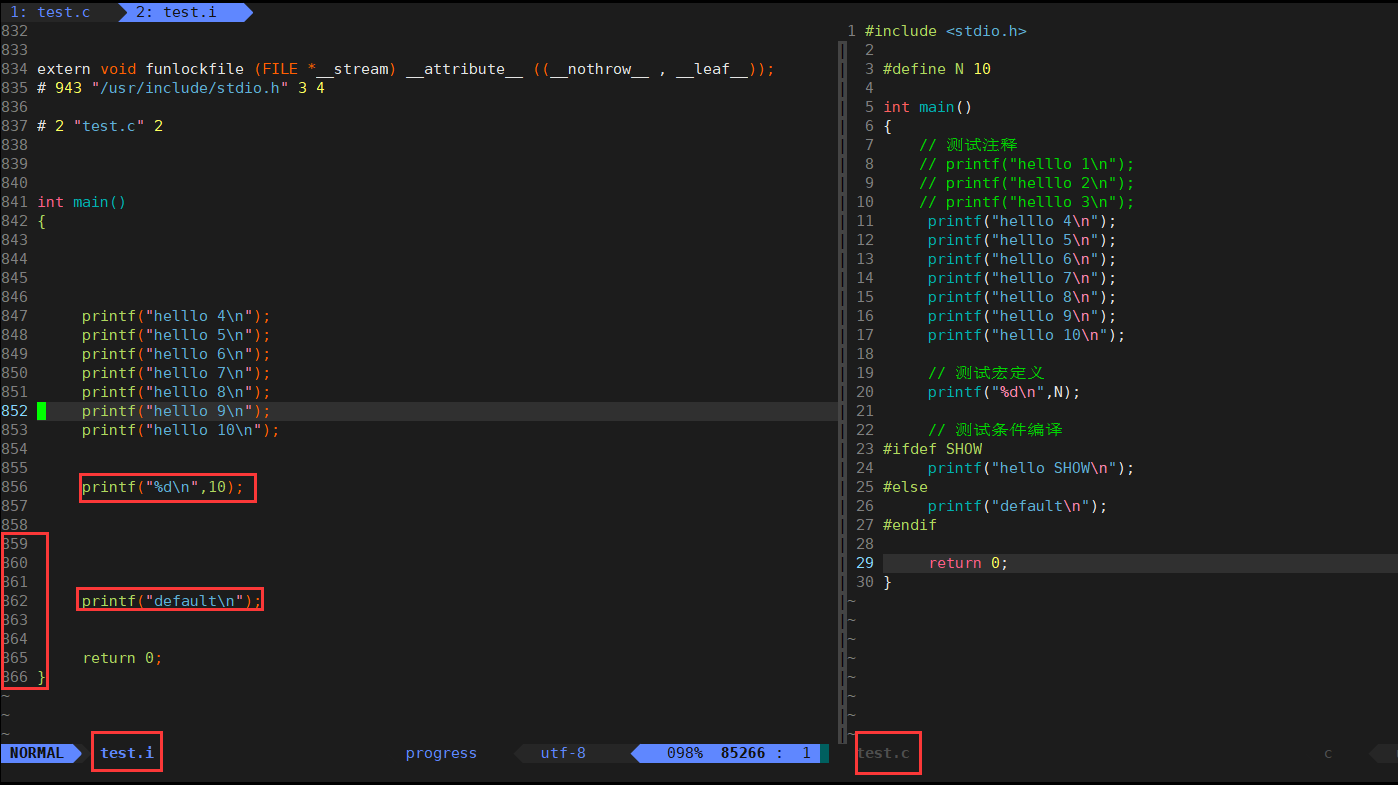 1: test.c  2: test.i
832
833
834 extern void funlockfile (FILE *__stream) __attribute__ ((__nothrow__ , __leaf__));
835 # 943 "/usr/include/stdio.h" 3 4
836
837 # 2 "test.c" 2
838
839
840
841 int main()
842 {
843
844
845
846
847      printf("helllo 4\n");
848      printf("helllo 5\n");
849      printf("helllo 6\n");
850      printf("helllo 7\n");
851      printf("helllo 8\n");
852      printf("helllo 9\n");
853      printf("helllo 10\n");
854
855
856      printf("%d\n",10);
857
858
859
860
861
862      printf("default\n");
863
864
865      return 0;
866 }
~
~
~
NORMAL  test.i  progress  utf-8  098%  85266 :  1
1 #include <stdio.h>
2
3 #define N 10
4
5 int main()
6 {
7     // 测试注释
8     // printf("helllo 1\n");
9     // printf("helllo 2\n");
10     // printf("helllo 3\n");
11      printf("helllo 4\n");
12      printf("helllo 5\n");
13      printf("helllo 6\n");
14      printf("helllo 7\n");
15      printf("helllo 8\n");
16      printf("helllo 9\n");
17      printf("helllo 10\n");
18
19      // 测试宏定义
20      printf("%d\n",N);
21
22      // 测试条件编译
23 #ifdef SHOW
24      printf("hello SHOW\n");
25 #else
26      printf("default\n");
27 #endif
28
29      return 0;
30 }
~
~
~
~
~
~
~
~
test.c  c